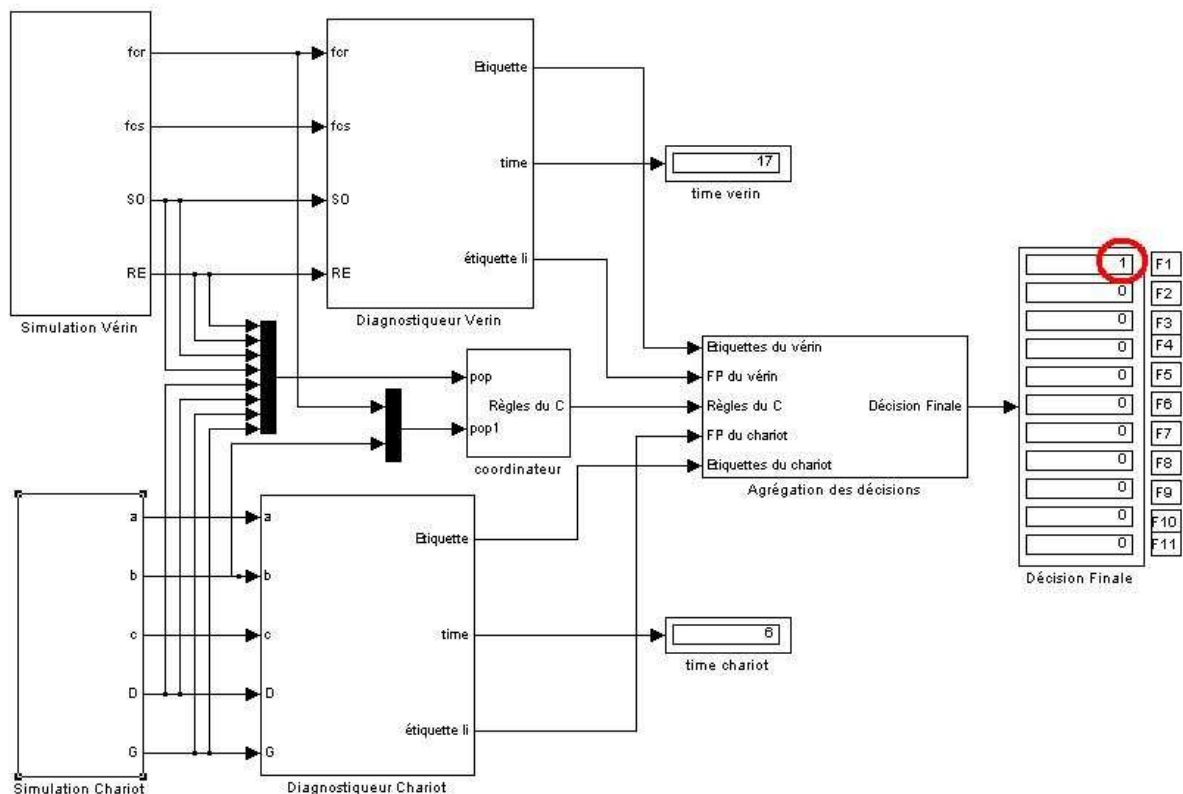 fcr
fcs
SO
RE
Simulation Vérin
fcr
fcs
SO
RE
Etiquette
time
étiquette li
Diagnostiqueur Verin
17
time verin
pop
pop1
Règles du C
coordinateur
Etiquettes du vérin
FP du vérin
Règles du C
FP du chariot
Etiquettes du chariot
Décision Finale
Agrégation des décisions
1 F1
0 F2
0 F3
0 F4
0 F5
0 F6
0 F7
0 F8
0 F9
0 F10
0 F11
Décision Finale
a
b
c
D
G
Simulation Chariot
a
b
c
D
G
Etiquette
time
étiquette li
Diagnostiqueur Chariot
6
time chariot